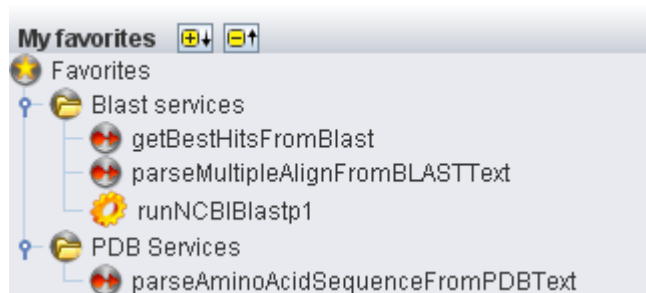 My favorites
Favorites
Blast services
getBestHitsFromBlast
parseMultipleAlignFromBLASTText
runNCBIBlastp1
PDB Services
parseAminoAcidSequenceFromPDBText